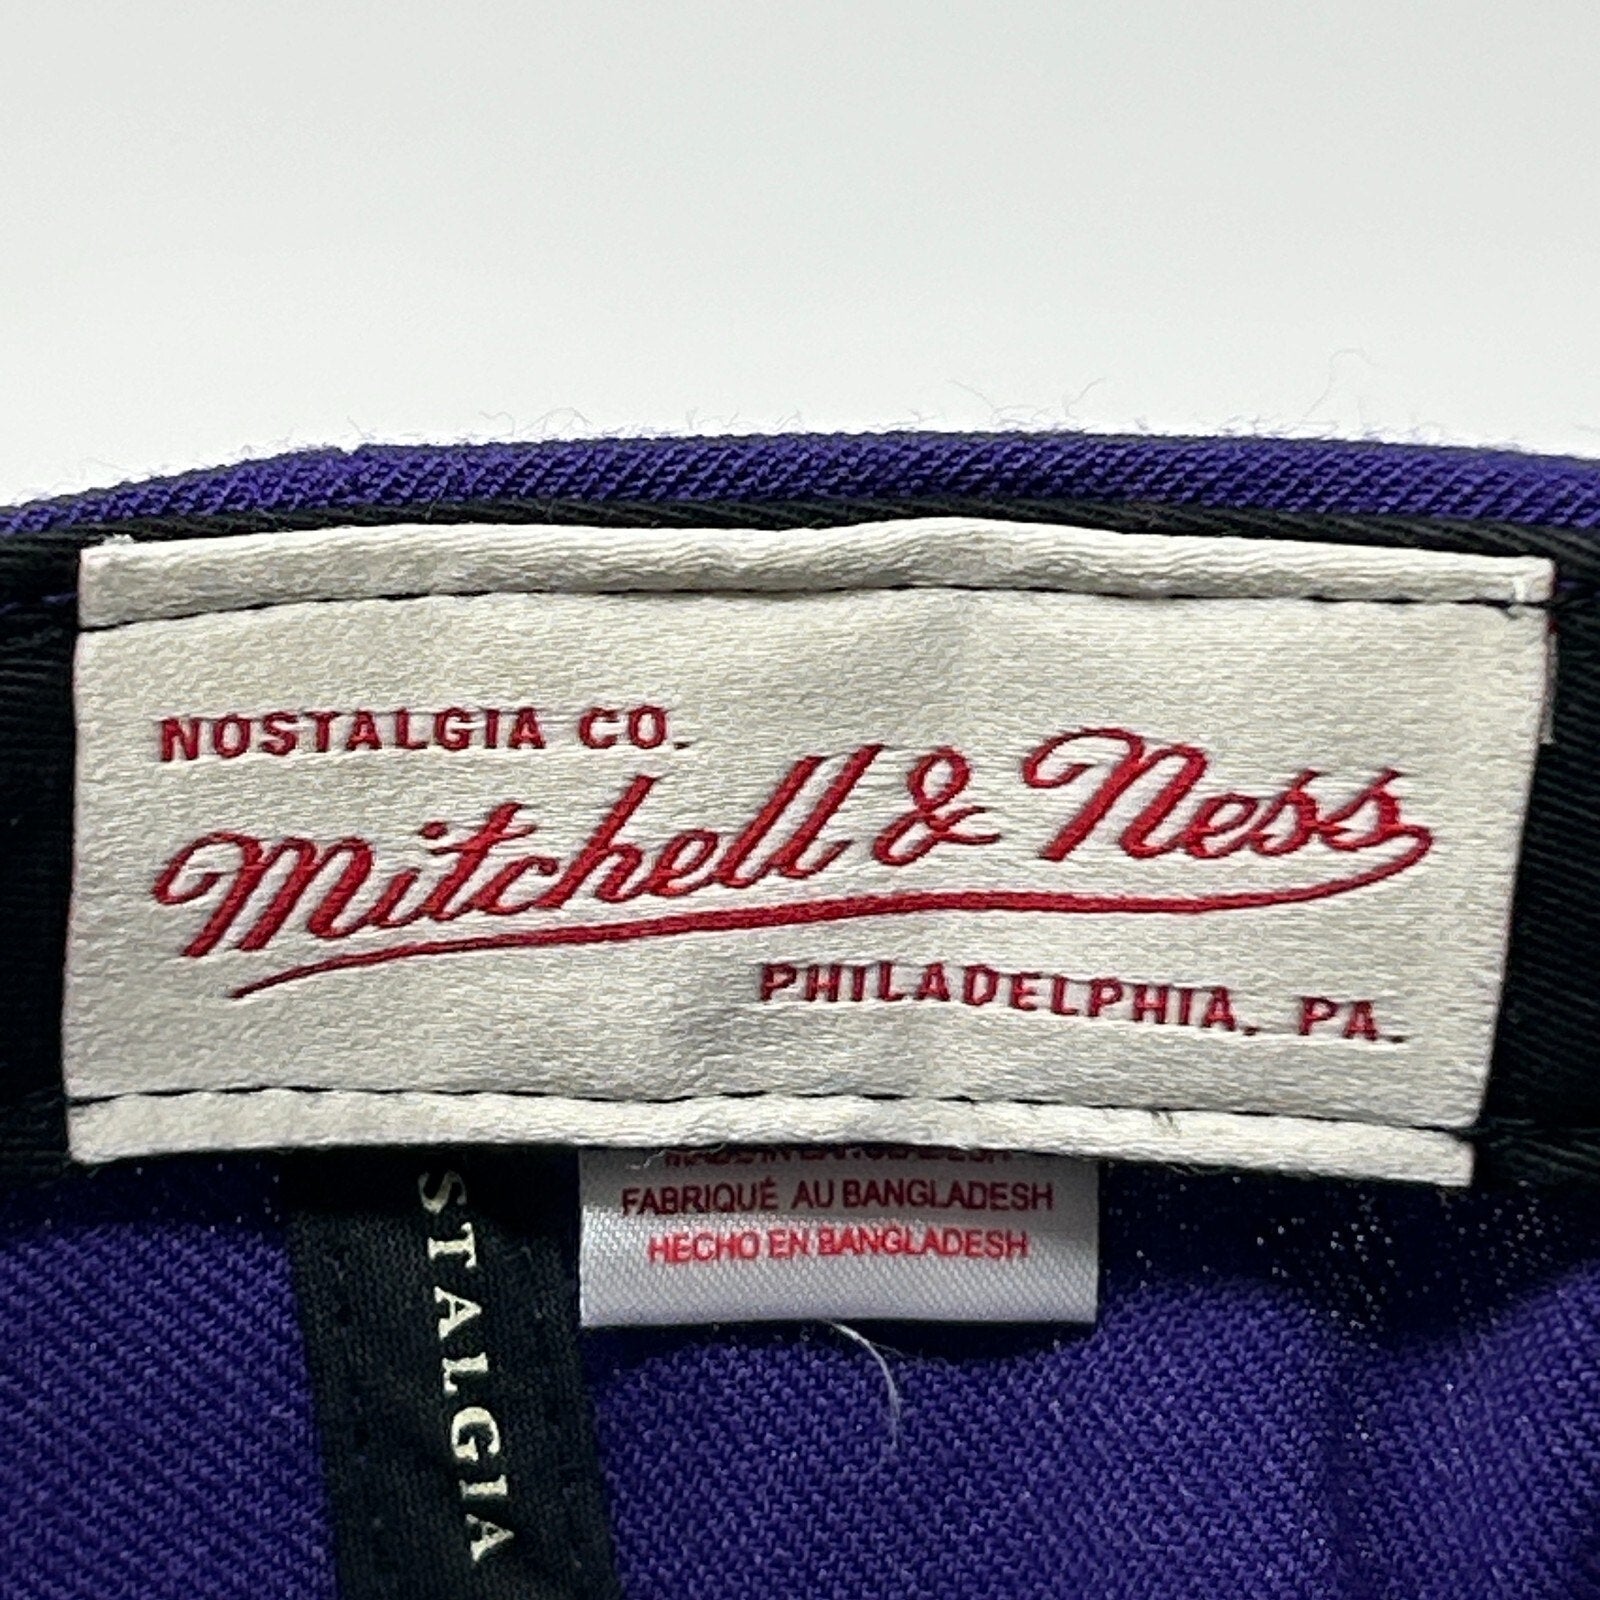 NOSTALGIA CO.
Mitchell & Ness
PHILADELPHIA, PA.
FABRIQUÉ AU BANGLADESH
HECHO EN BANGLADESH
STALGIA